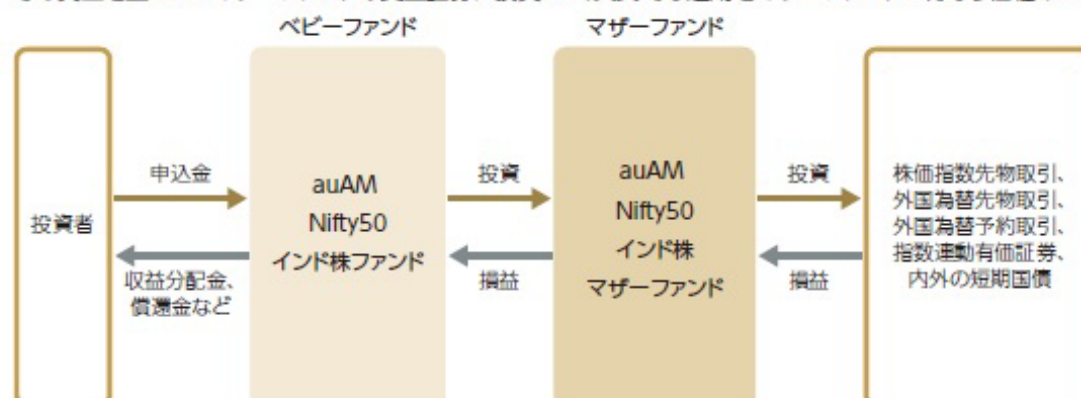 ベビーファンド
マザーファンド
投資者
申込金
収益分配金、
償還金など
auAM
Nifty50
インド株ファンド
投資
損益
auAM
Nifty50
インド株
マザーファンド
投資
損益
株価指数先物取引、
外国為替先物取引、
外国為替予約取引、
指数連動有価証券、
内外の短期国債